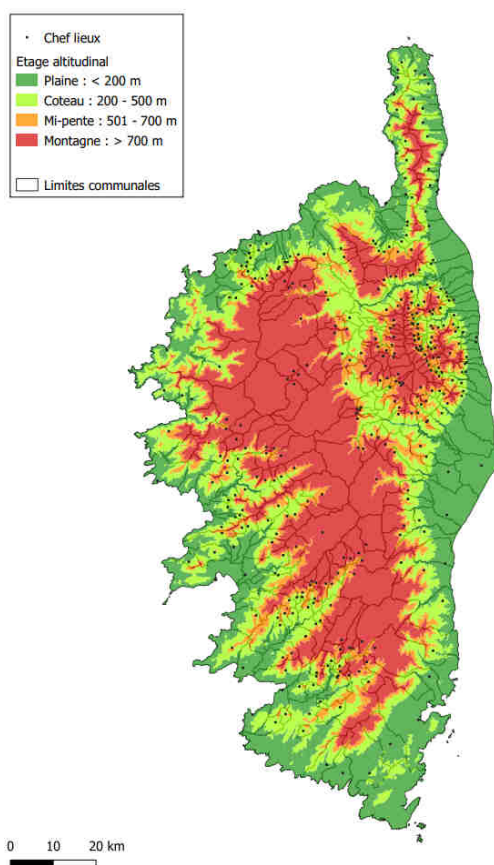 Chef lieux
Etage altitudinal
Plaine : < 200 m
Coteau : 200 - 500 m
Mi-pente : 501 - 700 m
Montagne : > 700 m
Limites communales
0 10 20 km